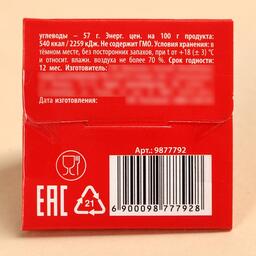 углеводы – 57 г. Энерг. цен. на 100 г продукта:
540 ккал / 2259 кДж. Не содержит ГМО. Условия хранения: в
тёмном месте, без посторонних запахов, при t от +18 (± 3) °С
и относит. влажн. воздуха не более 70 %. Срок годности:
12 мес. Изготовитель:
Дата изготовления:
Арт.: 9877792
EAC
21
6 900098 777928